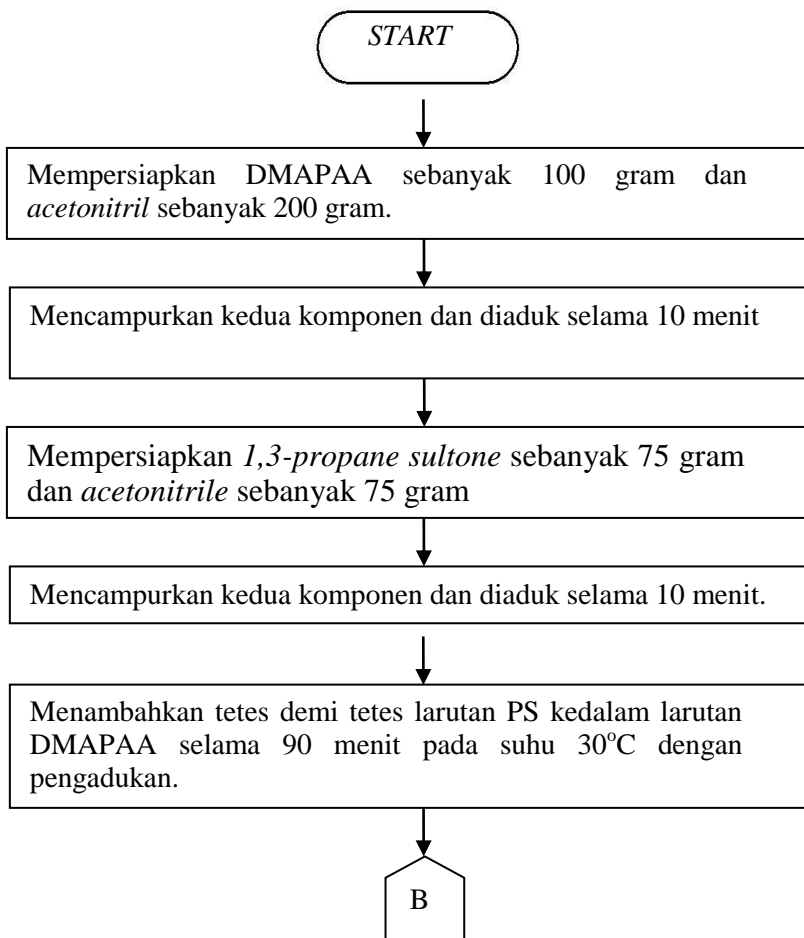 START
Mempersiapkan DMAPAA sebanyak 100 gram dan
acetonitril sebanyak 200 gram.
Mencampurkan kedua komponen dan diaduk selama 10 menit
Mempersiapkan 1,3-propane sultone sebanyak 75 gram
dan acetonitrile sebanyak 75 gram
Mencampurkan kedua komponen dan diaduk selama 10 menit.
Menambahkan tetes demi tetes larutan PS kedalam larutan
DMAPAA selama 90 menit pada suhu 30°C dengan
pengadukan.
B